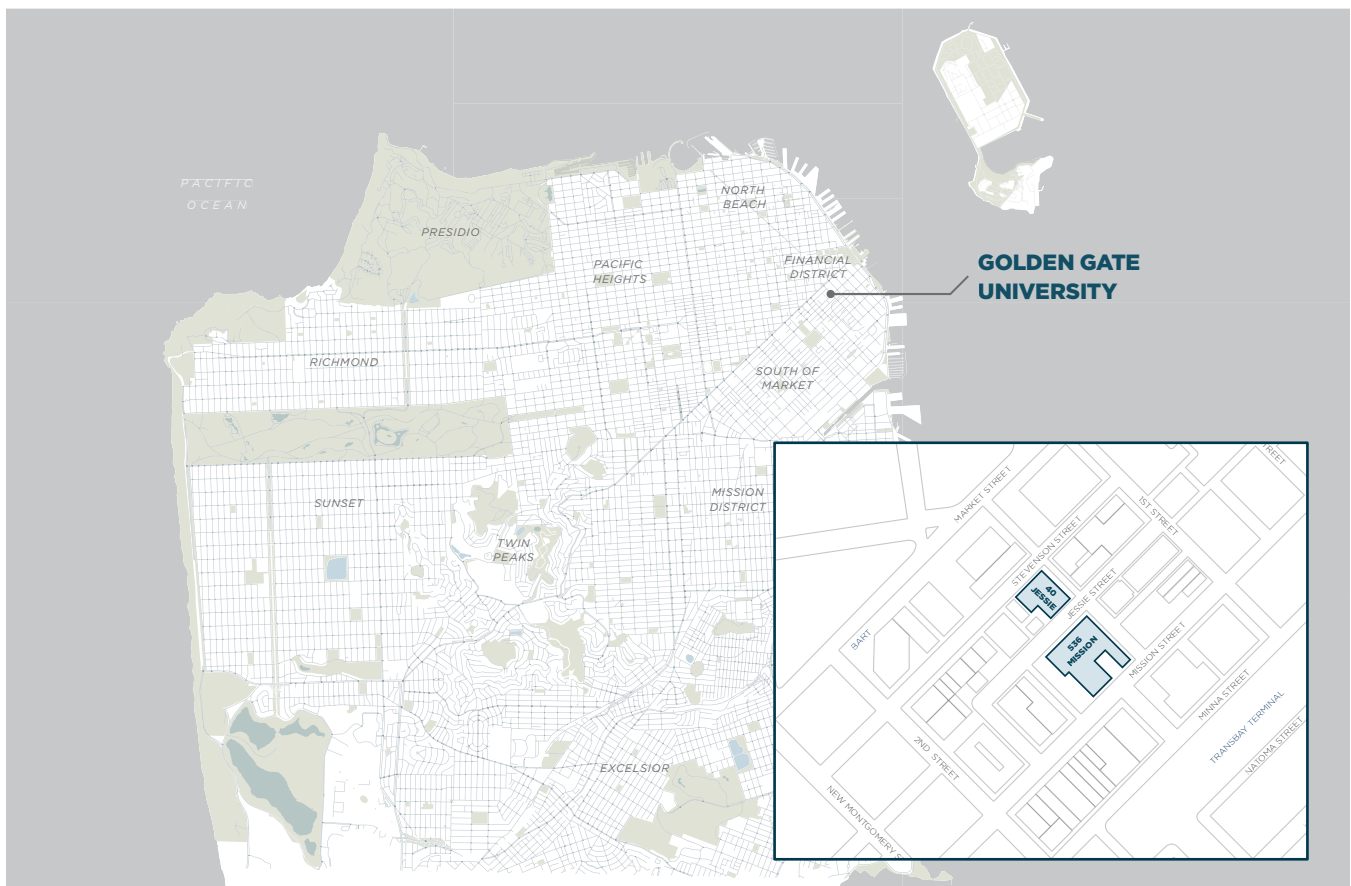 PACIFIC
OCEAN
NORTH
BEACH
PRESIDIO
PACIFIC
HEIGHTS
FINANCIAL
DISTRICT
GOLDEN GATE
UNIVERSITY
RICHMOND
SOUTH OF
MARKET
SUNSET
MISSION
DISTRICT
TWIN
PEAKS
EXCELSIOR
MARKET STREET
1ST STREET
STEVENSON STREET
JESSIE STREET
40
JESSIE
BART
536
MISSION
MISSION STREET
MINNA STREET
TRANSBAY TERMINAL
NATOMA STREET
2ND STREET
NEW MONTGOMERY